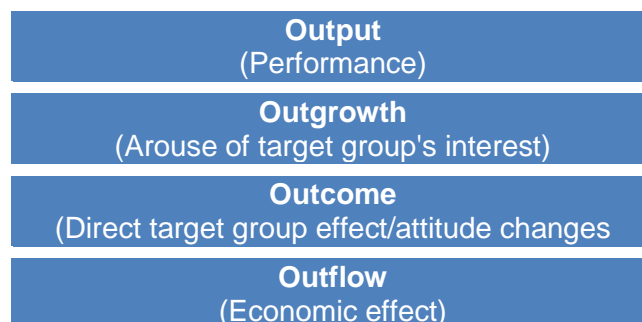 Output
(Performance)
Outgrowth
(Arouse of target group's interest)
Outcome
(Direct target group effect/attitude changes
Outflow
(Economic effect)